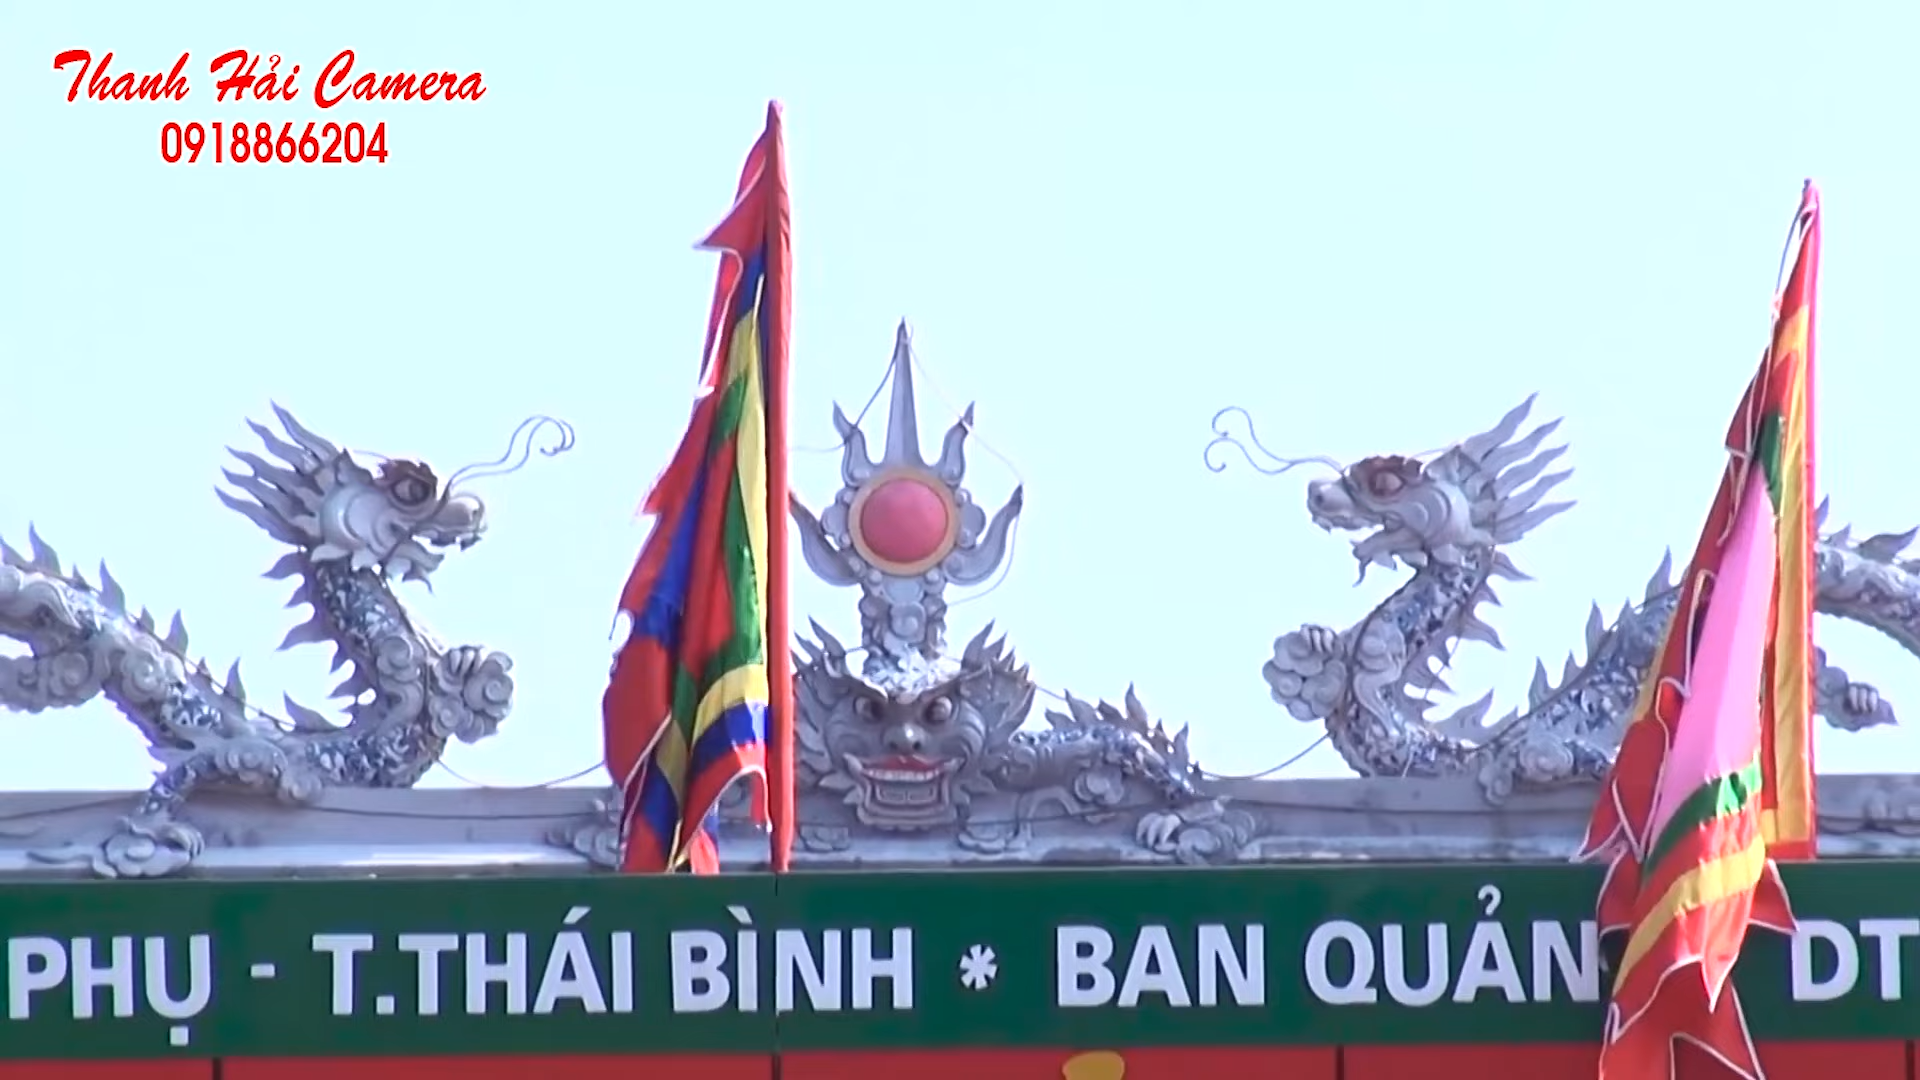 Thanh Hải Camera
0918866204
PHỤ - T.THÁI BÌNH * BAN QUẢN DT